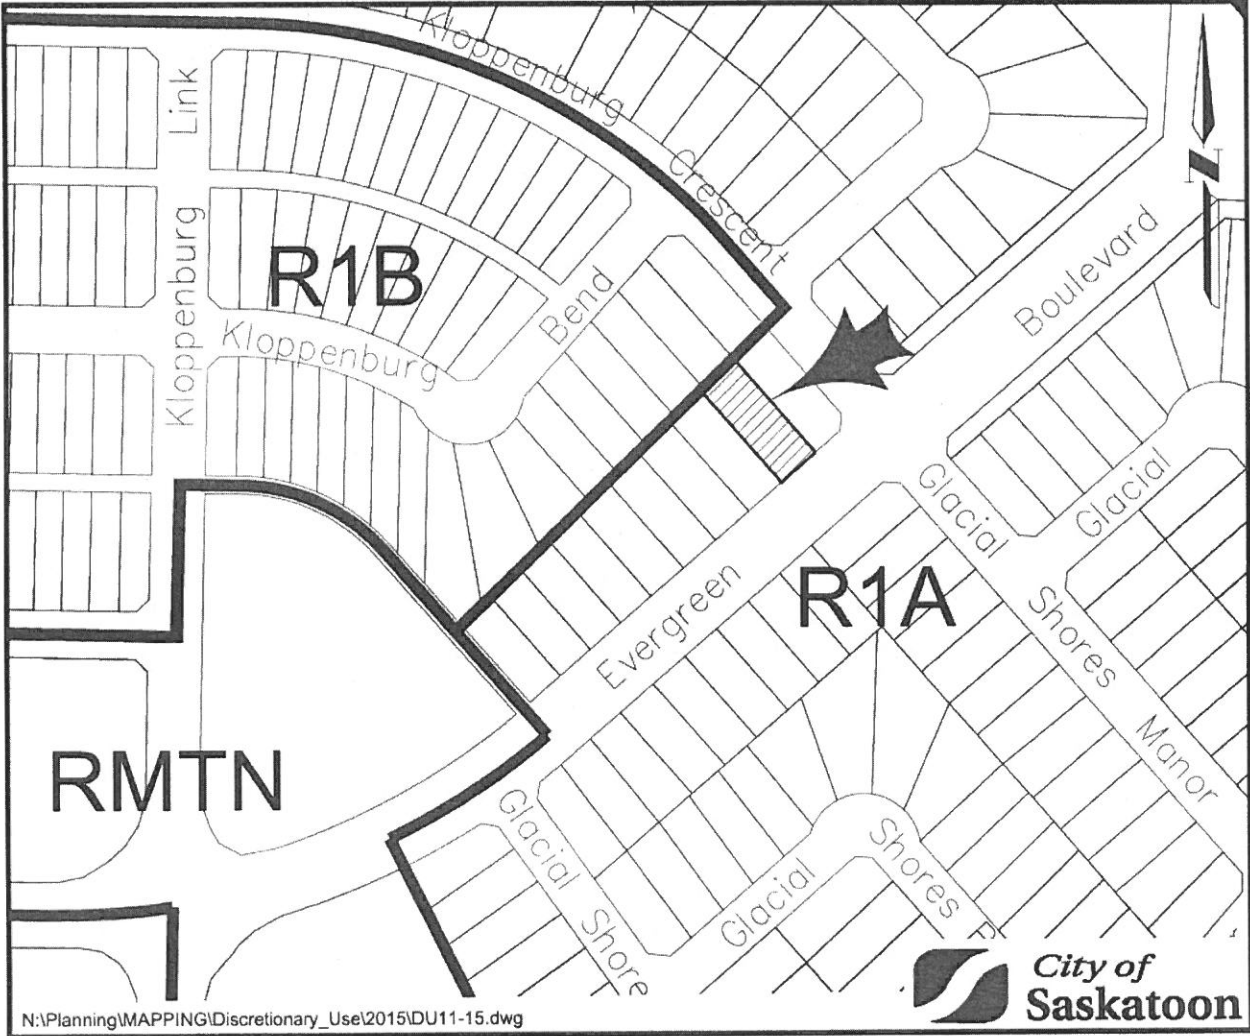 Kloppenburg
Crescent
Link
Kloppenburg
R1B
Bend
Kloppenburg
N
Boulevard
Glacial
Glacial
Shores
Manor
Evergreen
R1A
RMTN
Glacial
Shore
Glacial
Shores
City of
Saskatoon
N:\Planning\MAPPING\Discretionary_Use\2015\DU11-15.dwg